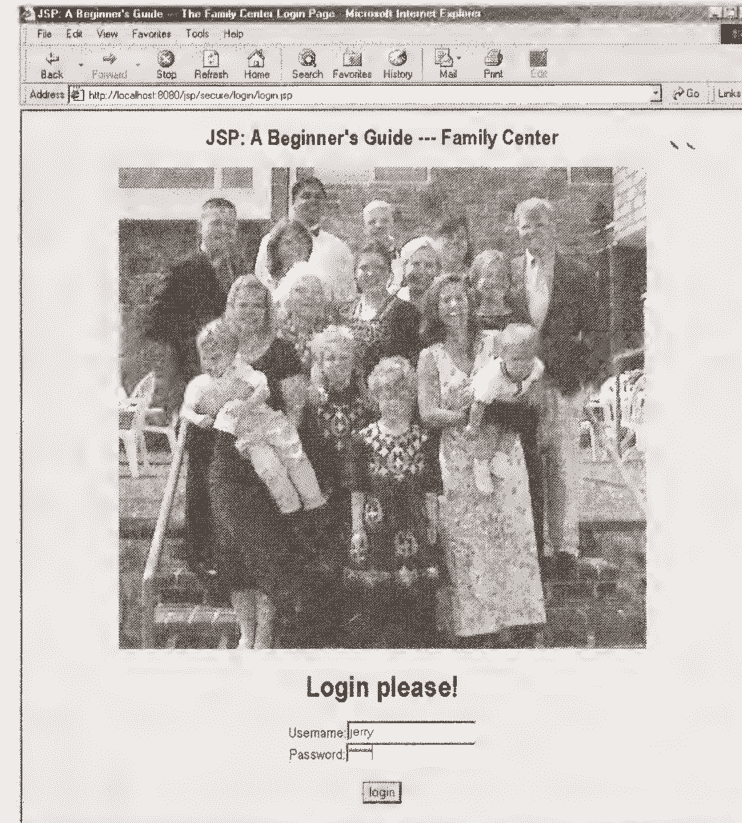 JSP: A Beginner's Guide --- The Family Center Login Page - Microsoft Internet Explorer
File Edit View Favorites Tools Help
Back Forward Stop Refresh Home Search Favorites History Mail Print Edit
Address http://localhost:8080/jsp/secure/login/login.jsp Go Links
JSP: A Beginner's Guide --- Family Center
Login please!
Username: jerry
Password: *****
login